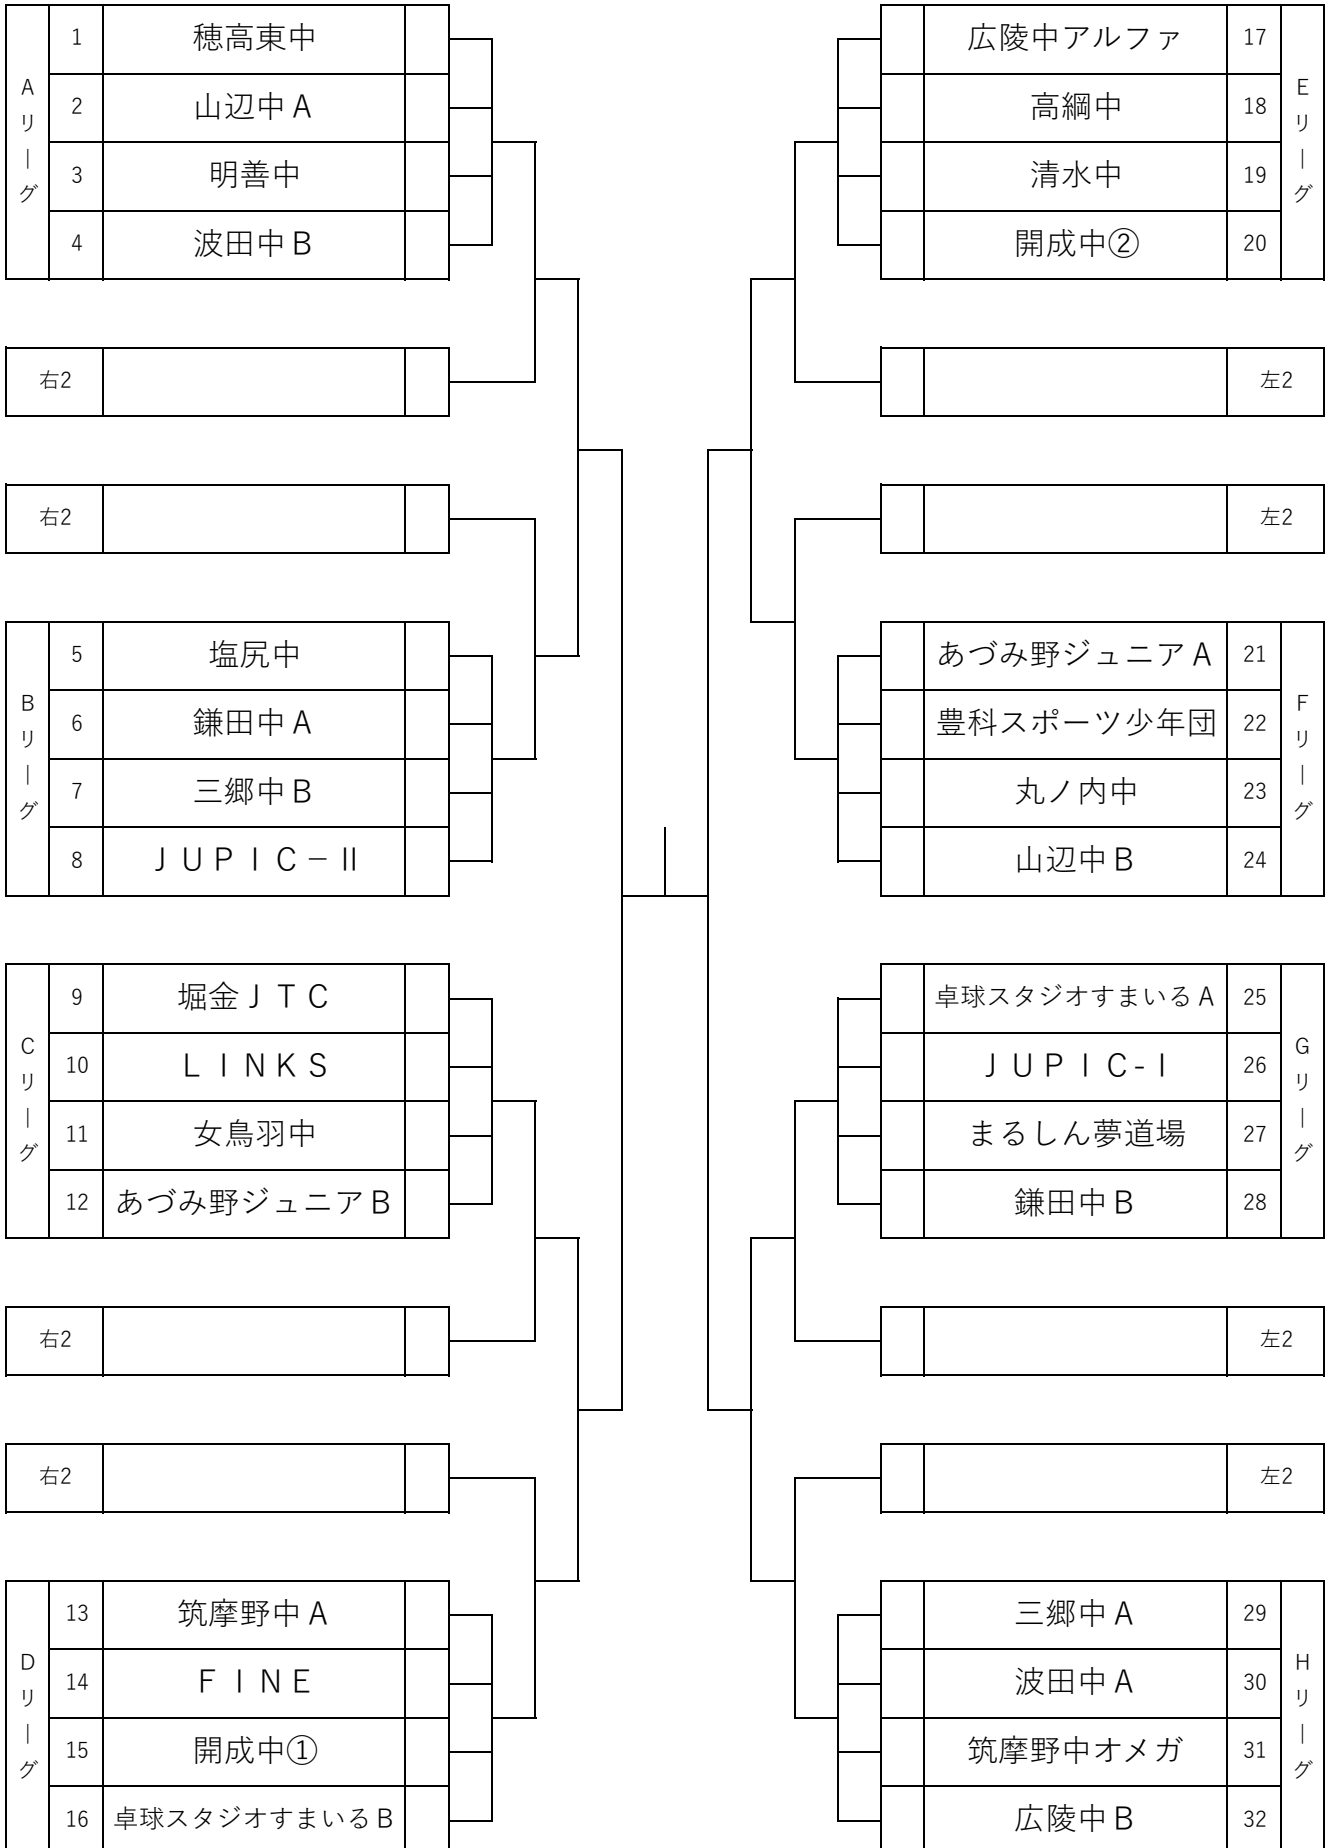 Aリーグ
1 穂高東中
2 山辺中A
3 明善中
4 波田中B
右2
右2
Bリーグ
5 塩尻中
6 鎌田中A
7 三郷中B
8 JUPIC－Ⅱ
Cリーグ
9 堀金JTC
10 LINKS
11 女鳥羽中
12 あづみ野ジュニアB
右2
右2
Dリーグ
13 筑摩野中A
14 FINE
15 開成中①
16 卓球スタジオすまいるB
広陵中アルファ 17
高綱中 18
清水中 19
開成中② 20
Eリーグ
左2
左2
あづみ野ジュニアA 21
豊科スポーツ少年団 22
丸ノ内中 23
山辺中B 24
Fリーグ
卓球スタジオすまいるA 25
JUPIC-Ⅰ 26
まるしん夢道場 27
鎌田中B 28
Gリーグ
左2
左2
三郷中A 29
波田中A 30
筑摩野中オメガ 31
広陵中B 32
Hリーグ